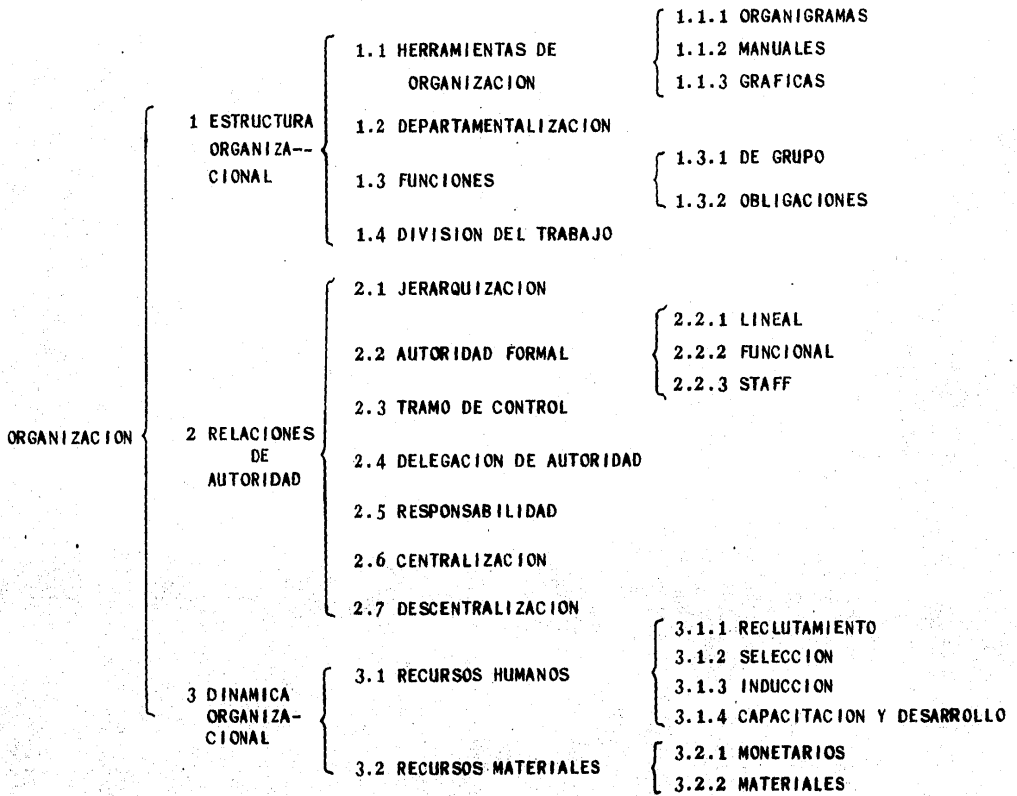 ORGANIZACION
1 ESTRUCTURA
ORGANIZA--
CIONAL
1.1 HERRAMIENTAS DE
ORGANIZACION
1.1.1 ORGANIGRAMAS
1.1.2 MANUALES
1.1.3 GRAFICAS
1.2 DEPARTAMENTALIZACION
1.3 FUNCIONES
1.3.1 DE GRUPO
1.3.2 OBLIGACIONES
1.4 DIVISION DEL TRABAJO
2 RELACIONES
DE
AUTORIDAD
2.1 JERARQUIZACION
2.2 AUTORIDAD FORMAL
2.2.1 LINEAL
2.2.2 FUNCIONAL
2.2.3 STAFF
2.3 TRAMO DE CONTROL
2.4 DELEGACION DE AUTORIDAD
2.5 RESPONSABILIDAD
2.6 CENTRALIZACION
2.7 DESCENTRALIZACION
3 DINAMICA
ORGANIZA-
CIONAL
3.1 RECURSOS HUMANOS
3.1.1 RECLUTAMIENTO
3.1.2 SELECCION
3.1.3 INDUCCION
3.1.4 CAPACITACION Y DESARROLLO
3.2 RECURSOS MATERIALES
3.2.1 MONETARIOS
3.2.2 MATERIALES